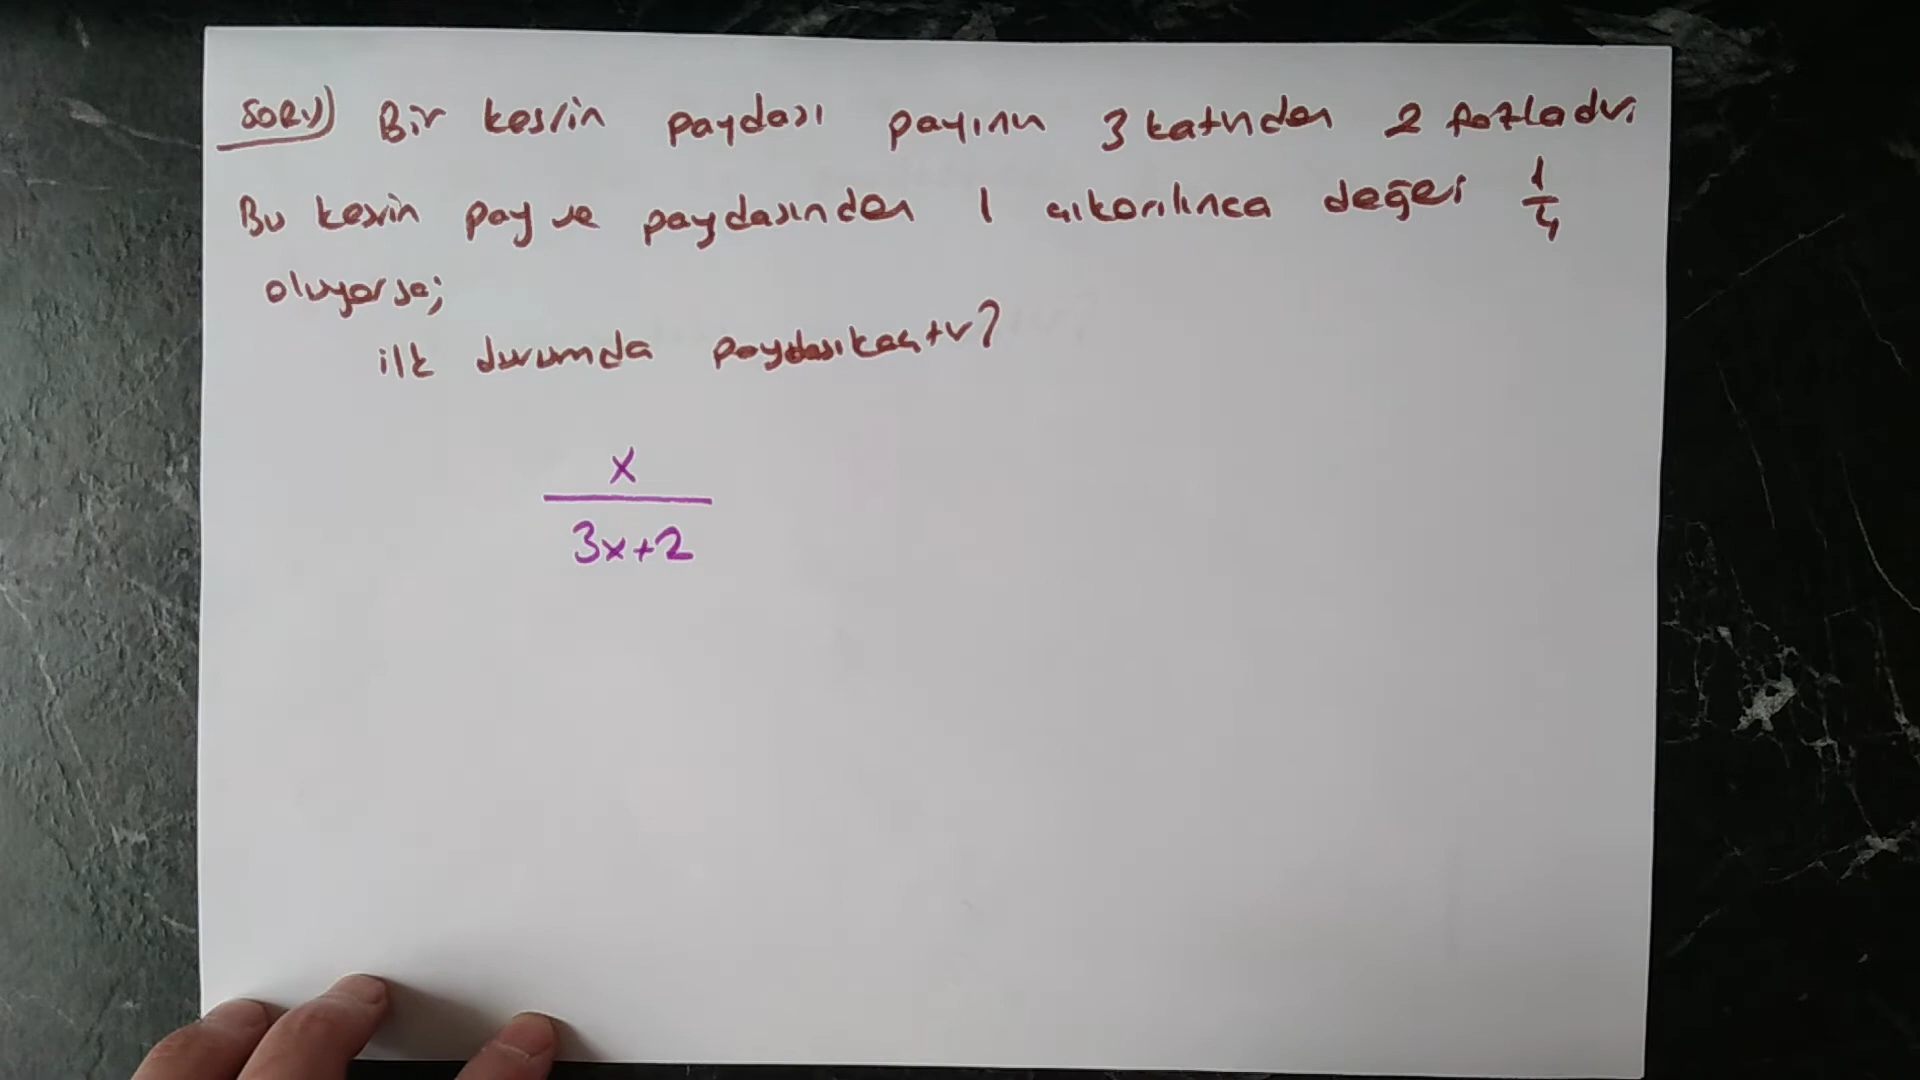 SORU) Bir kesrin paydası payının 3 katından 2 fazladır.
Bu kesrin pay ve paydasından 1 çıkarılınca değeri 1/4
oluyorsa;
ilk durumda paydası kaçtır?
x
3x+2